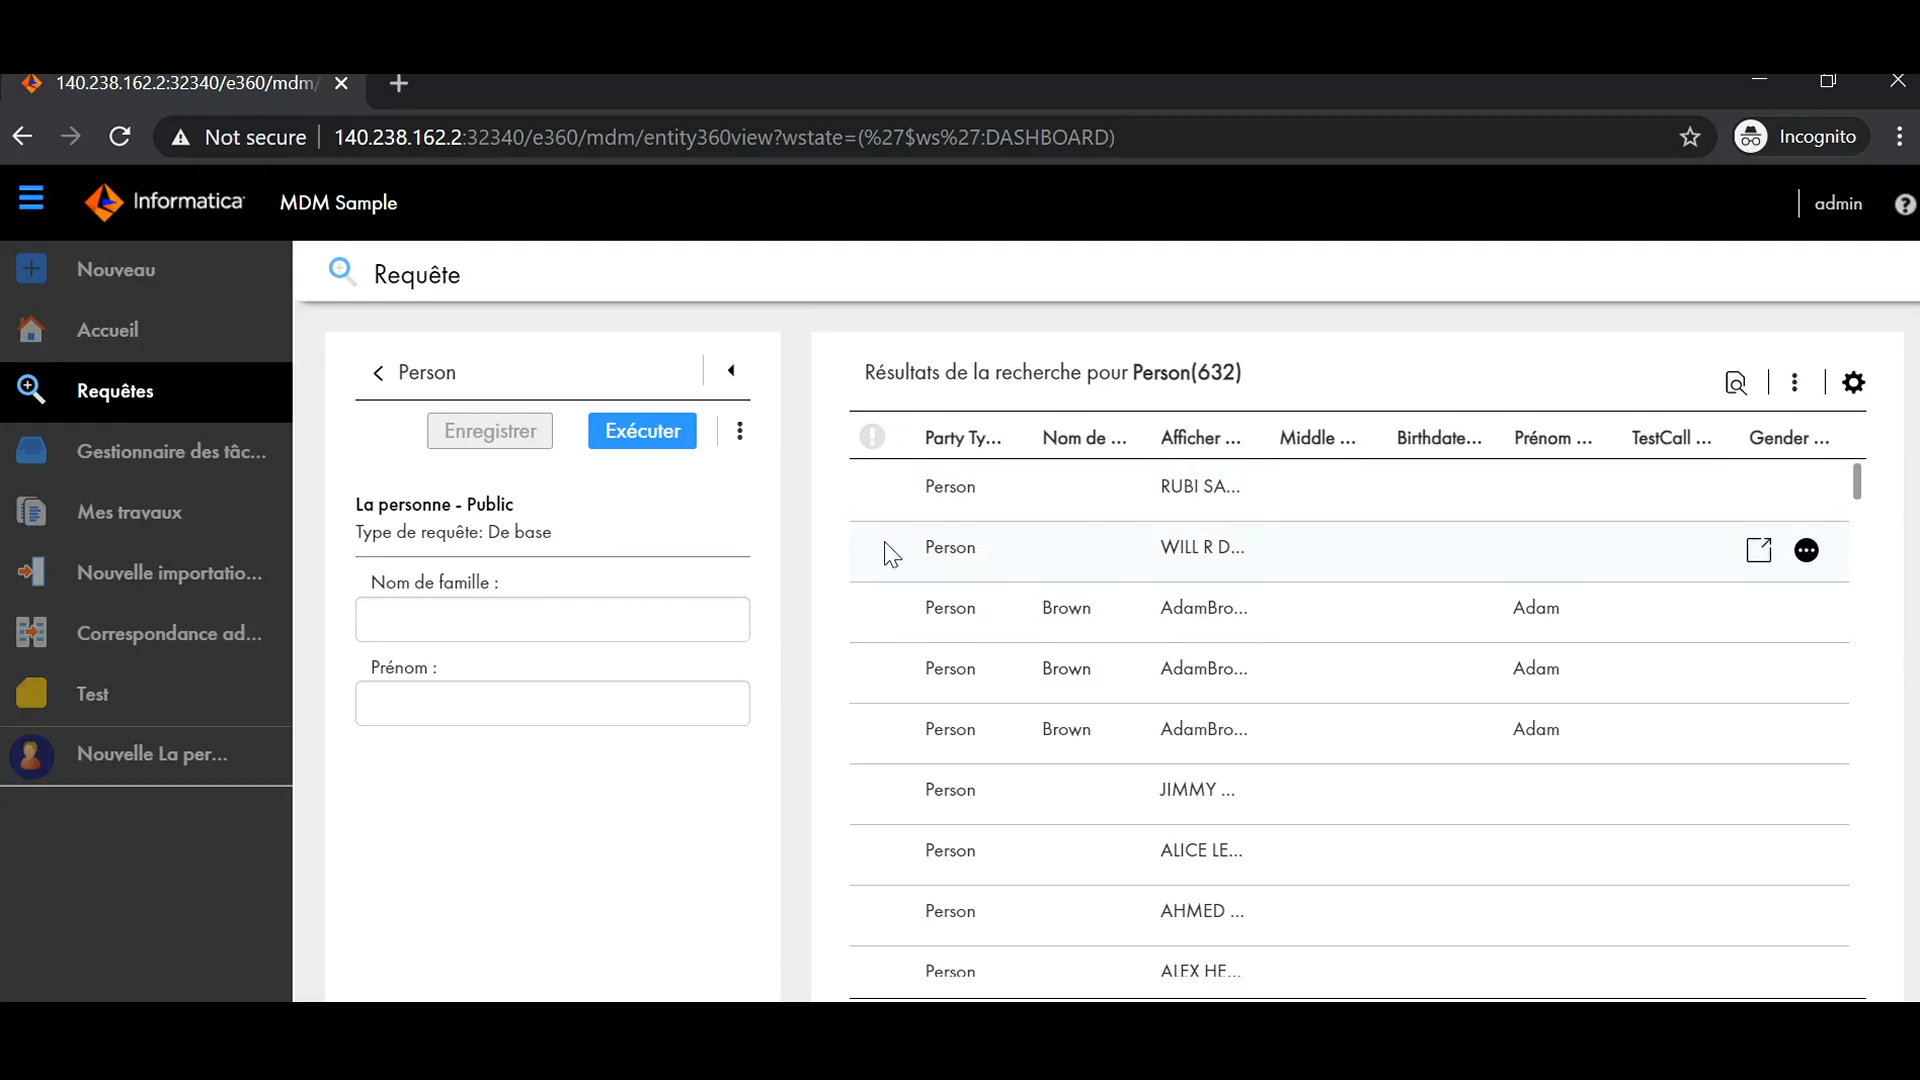 140.238.162.2:32340/e360/mdm/
Not secure
140.238.162.2:32340/e360/mdm/entity360view?wstate=(%27$ws%27:DASHBOARD)
Incognito
Informatica
MDM Sample
admin
Nouveau
Accueil
Requêtes
Gestionnaire des tâc...
Mes travaux
Nouvelle importatio...
Correspondance ad...
Test
Nouvelle La per...
Requête
Person
Enregistrer
Exécuter
La personne - Public
Type de requête: De base
Nom de famille :
Prénom :
Résultats de la recherche pour Person(632)
Party Ty... Nom de ... Afficher ... Middle ... Birthdate... Prénom ... TestCall ... Gender ...
Person RUBI SA...
Person WILL R D...
Person Brown AdamBro... Adam
Person Brown AdamBro... Adam
Person Brown AdamBro... Adam
Person JIMMY ...
Person ALICE LE...
Person AHMED ...
Person ALEX HE...